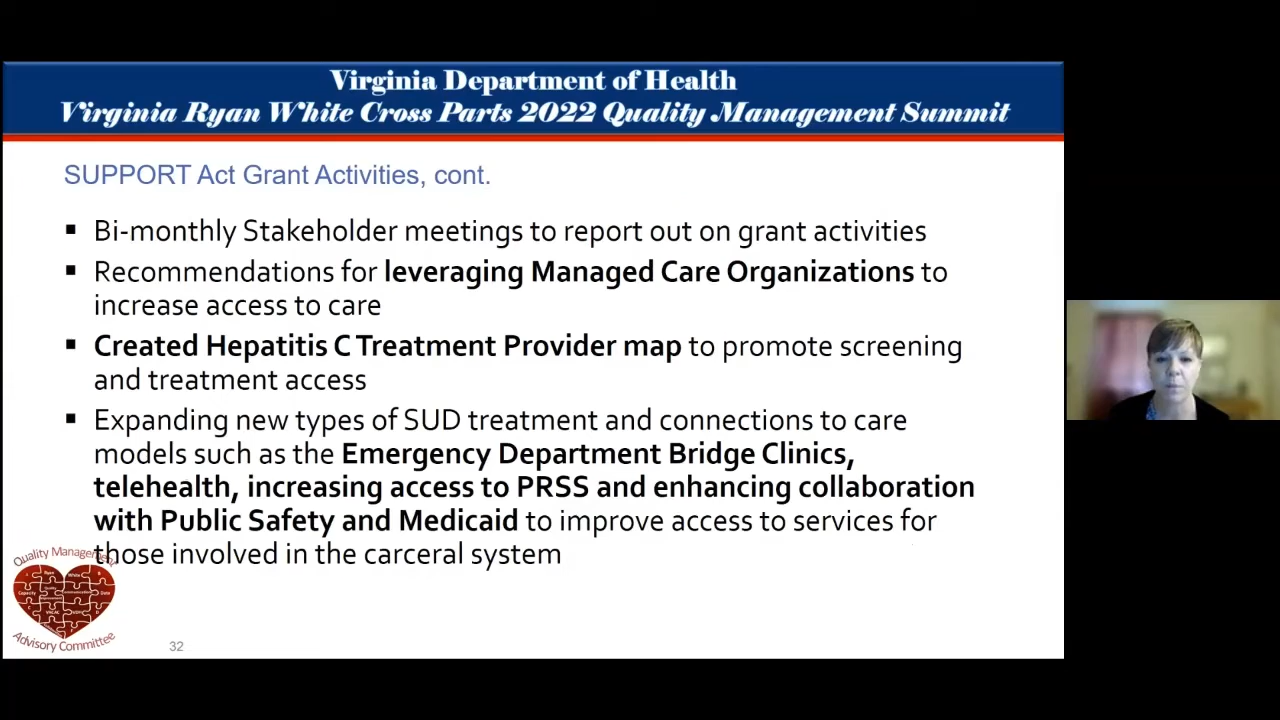 Virginia Department of Health
Virginia Ryan White Cross Parts 2022 Quality Management Summit
SUPPORT Act Grant Activities, cont.
▪ Bi-monthly Stakeholder meetings to report out on grant activities
▪ Recommendations for leveraging Managed Care Organizations to
increase access to care
▪ Created Hepatitis C Treatment Provider map to promote screening
and treatment access
▪ Expanding new types of SUD treatment and connections to care
models such as the Emergency Department Bridge Clinics,
telehealth, increasing access to PRSS and enhancing collaboration
with Public Safety and Medicaid to improve access to services for
those involved in the carceral system
Quality Management
Ryan White
Capacity
Data
Advisory Committee
32